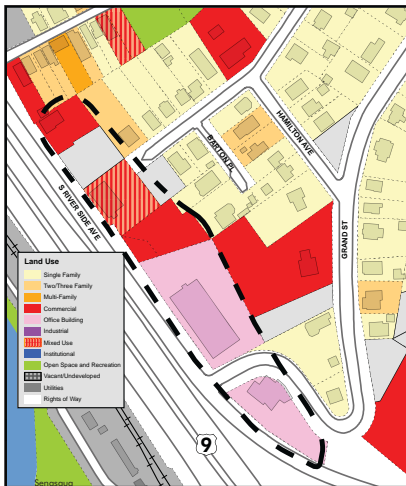 HAMILTON AVE
BARTON PL
S RIVER SIDE AVE
GRAND ST
Land Use
Single Family
Two/Three Family
Multi-Family
Commercial
Office Building
Industrial
Mixed Use
Institutional
Open Space and Recreation
Vacant/Undeveloped
Utilities
Rights of Way
9
Senasqua